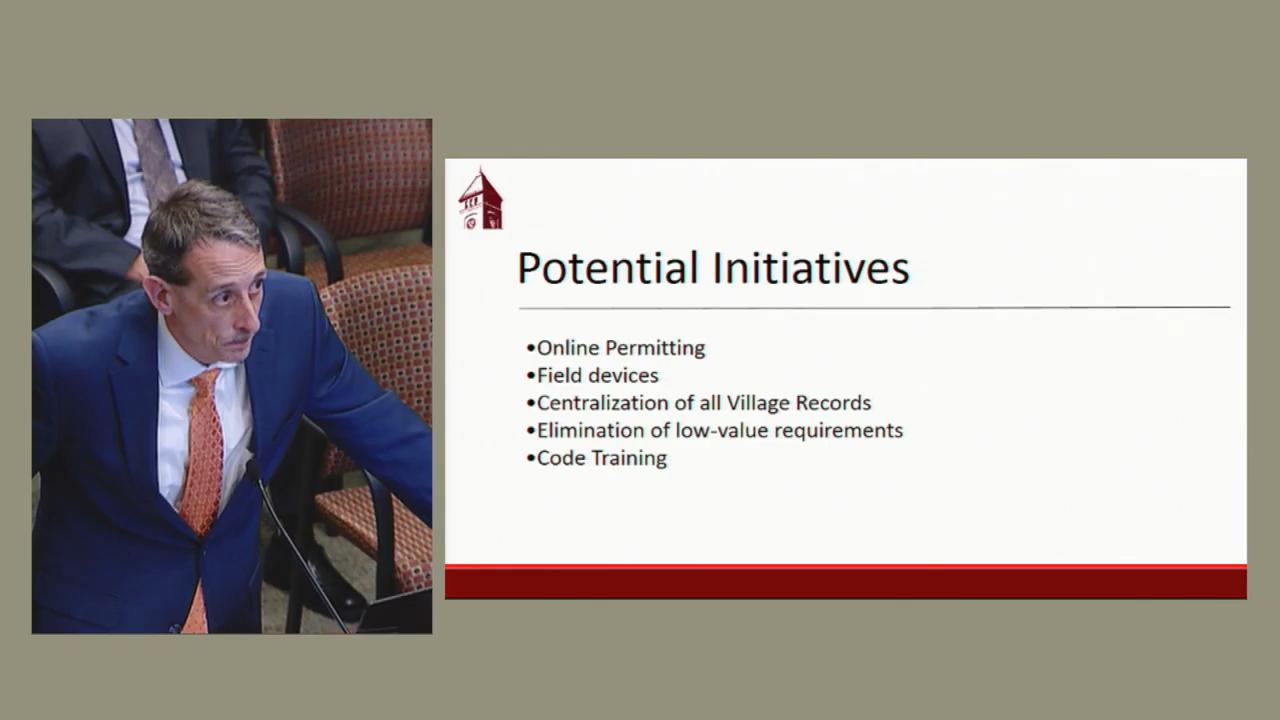 Potential Initiatives
•Online Permitting
•Field devices
•Centralization of all Village Records
•Elimination of low-value requirements
•Code Training